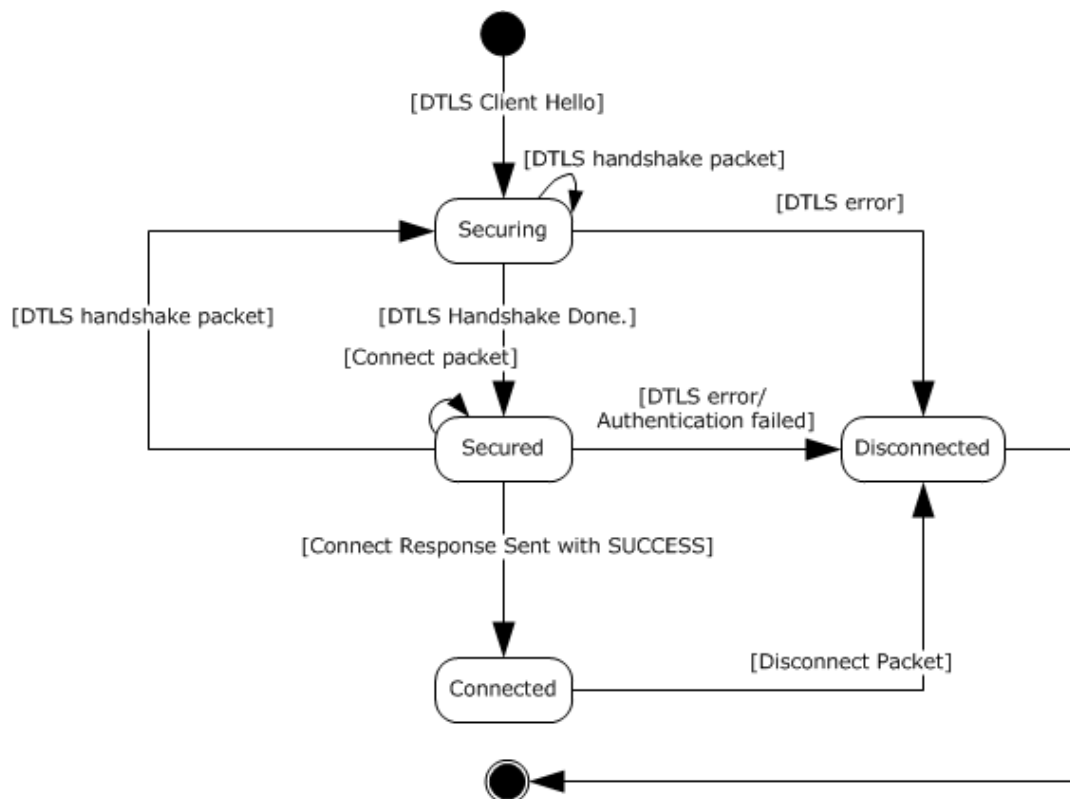 [DTLS Client Hello]
[DTLS handshake packet]
[DTLS error]
Securing
[DTLS handshake packet]
[DTLS Handshake Done.]
[Connect packet]
[DTLS error/
Authentication failed]
Secured
Disconnected
[Connect Response Sent with SUCCESS]
[Disconnect Packet]
Connected